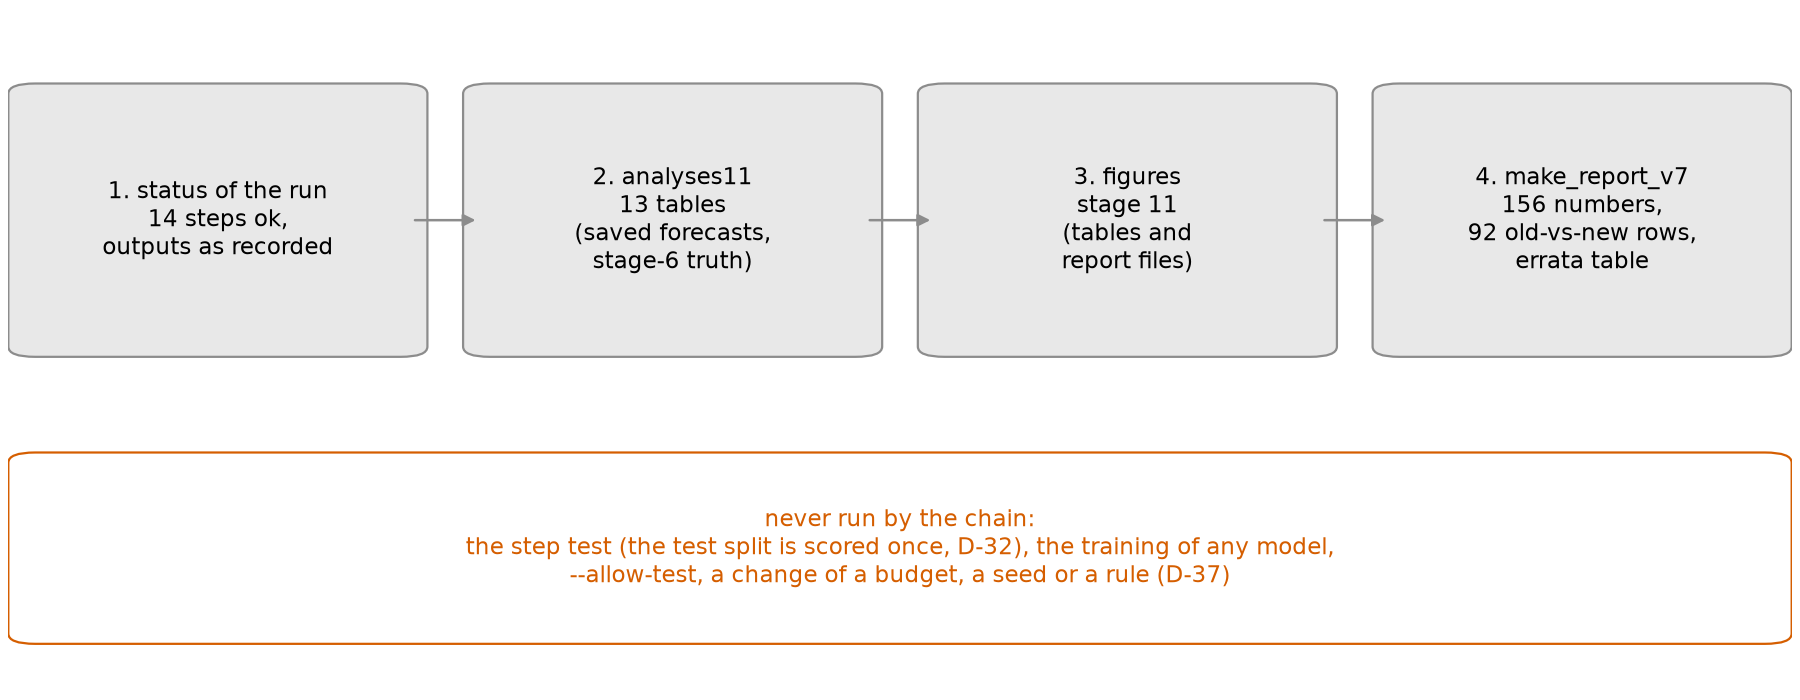 1. status of the run
14 steps ok,
outputs as recorded
2. analyses11
13 tables
(saved forecasts,
stage-6 truth)
3. figures
stage 11
(tables and
report files)
4. make_report_v7
156 numbers,
92 old-vs-new rows,
errata table
never run by the chain:
the step test (the test split is scored once, D-32), the training of any model,
--allow-test, a change of a budget, a seed or a rule (D-37)